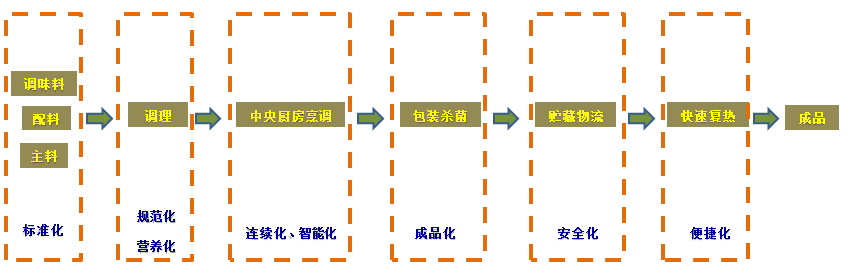 调味料
配料
主料
标准化
调理
规范化
营养化
中央厨房烹调
连续化、智能化
包装杀菌
成品化
贮藏物流
安全化
快速复热
便捷化
成品